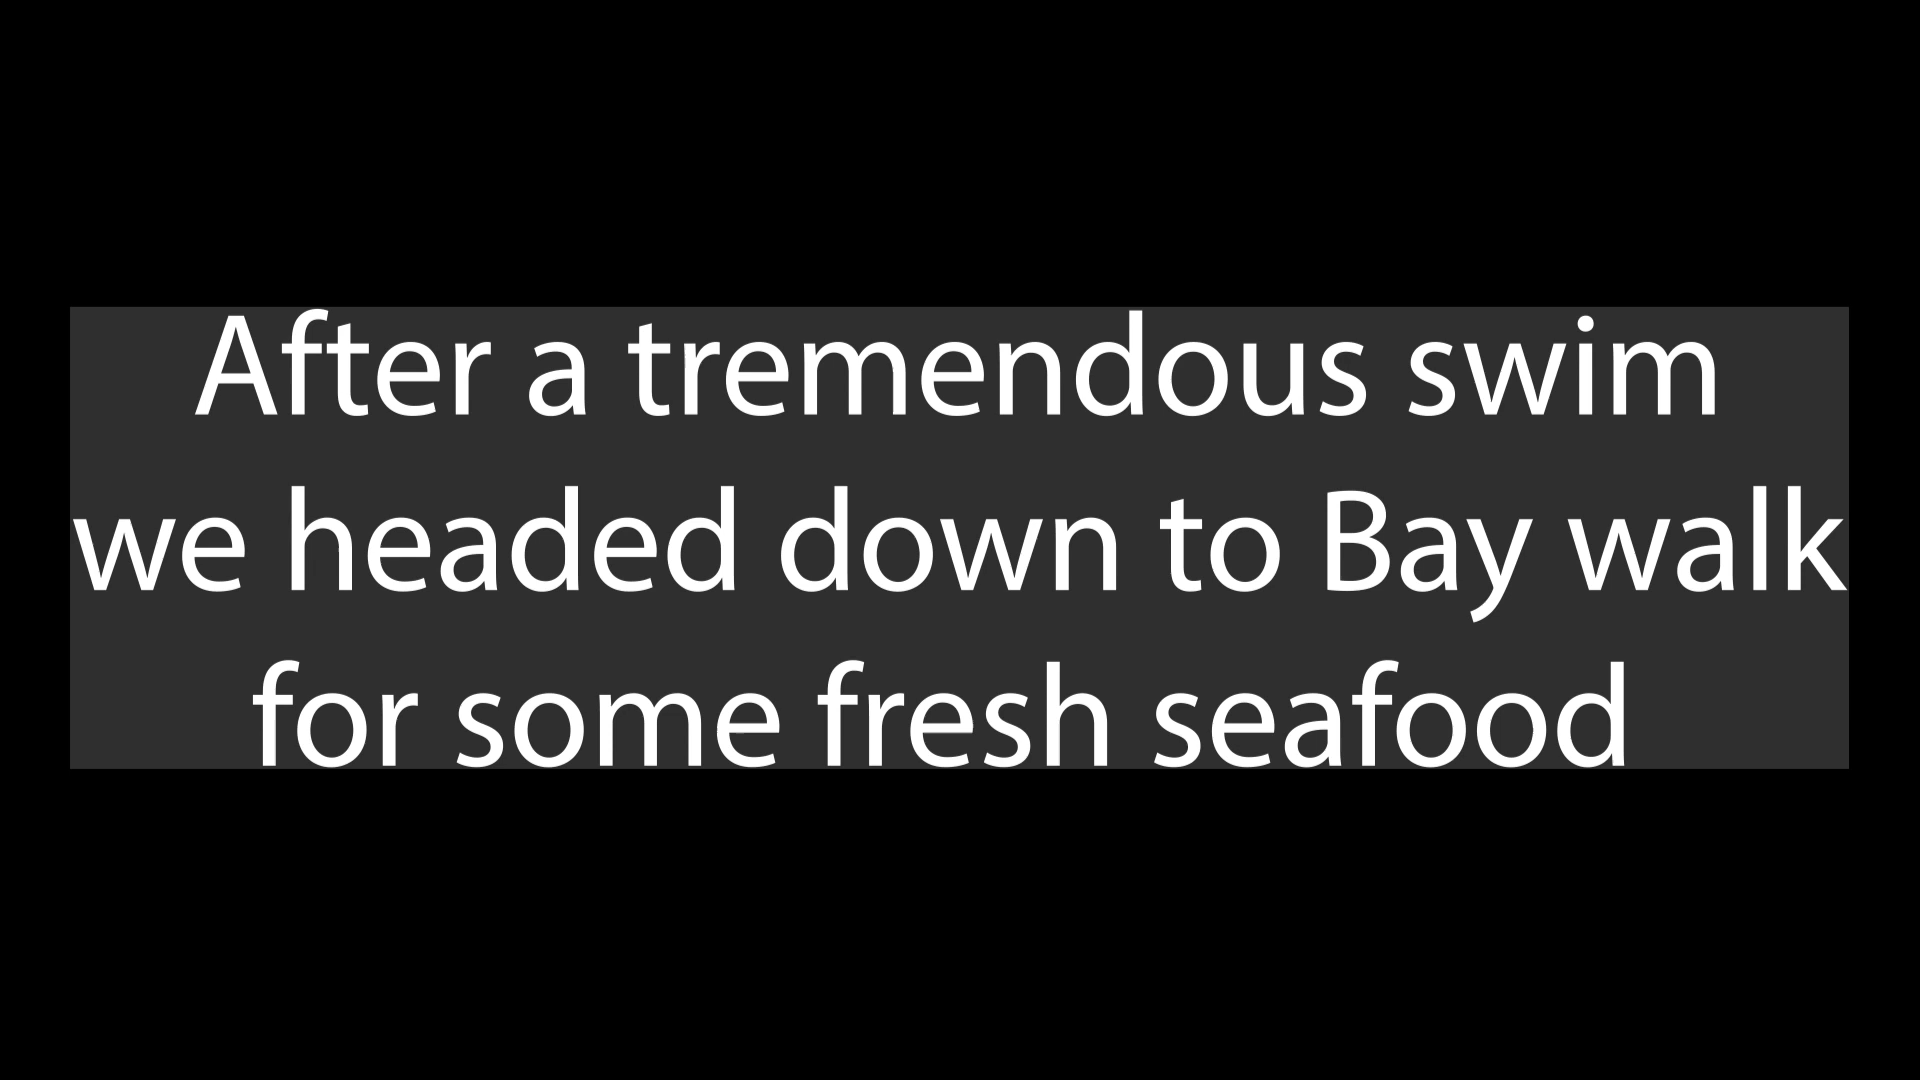 After a tremendous swim
we headed down to Bay walk
for some fresh seafood